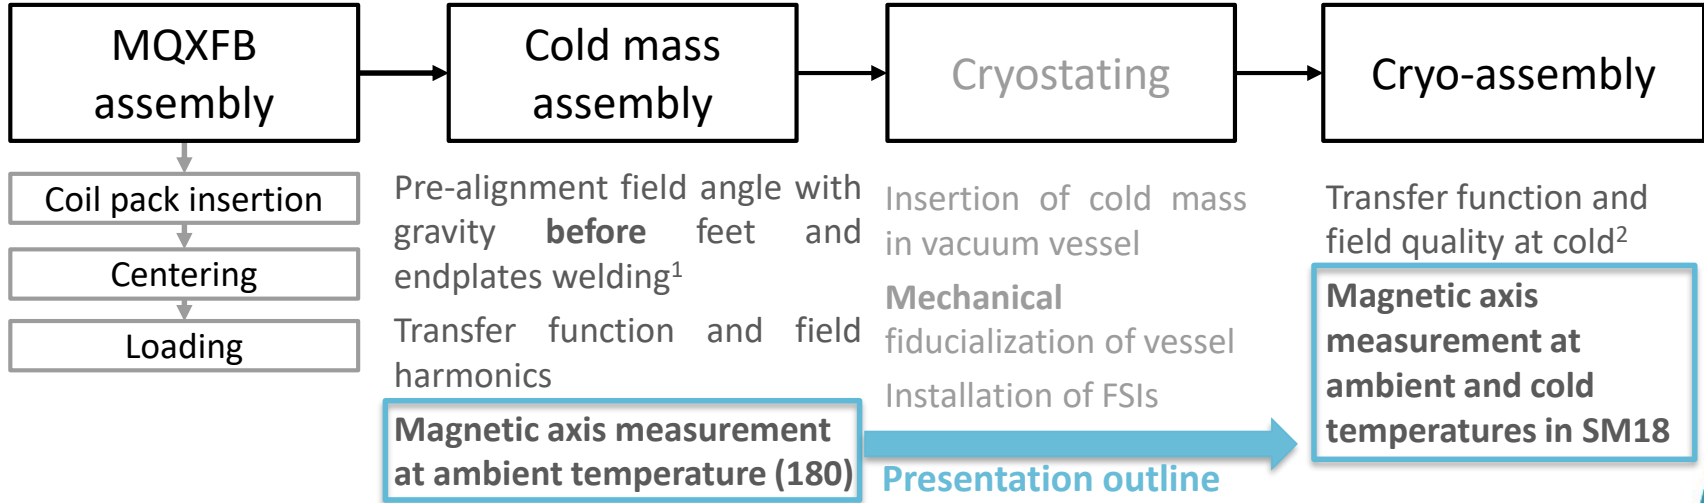 MQXFB
assembly
Cold mass
assembly
Cryostating
Cryo-assembly
Coil pack insertion
Centering
Loading
Pre-alignment field angle with
gravity before feet and
endplates welding¹
Transfer function and field
harmonics
Magnetic axis measurement
at ambient temperature (180)
Insertion of cold mass
in vacuum vessel
Mechanical
fiducialization of vessel
Installation of FSIs
Presentation outline
Transfer function and
field quality at cold²
Magnetic axis
measurement at
ambient and cold
temperatures in SM18